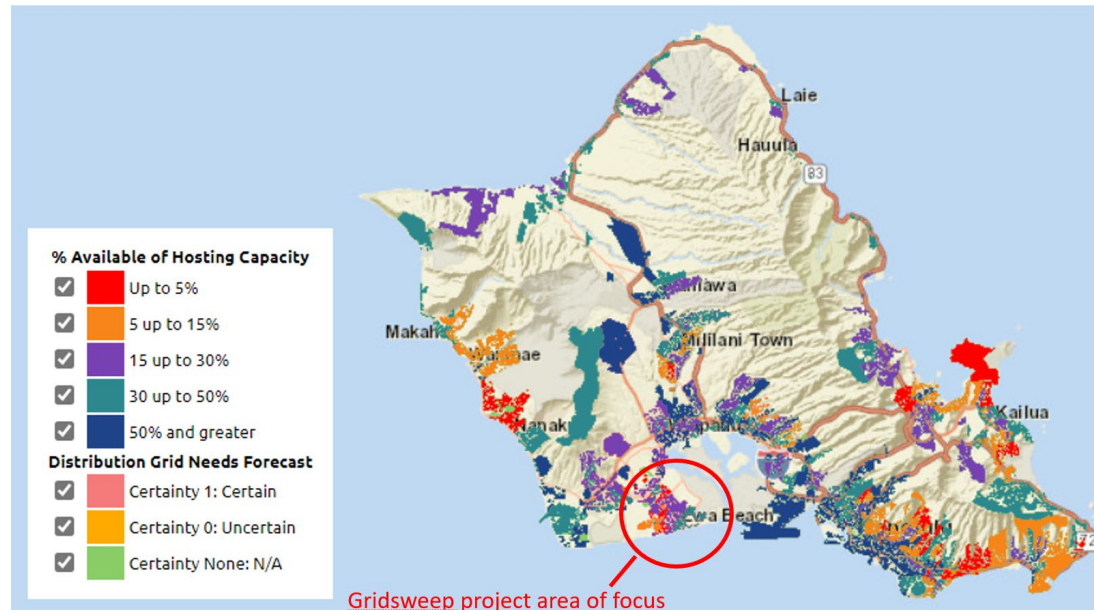 Laie
Hauula
83
% Available of Hosting Capacity
Up to 5%
5 up to 15%
15 up to 30%
30 up to 50%
50% and greater
Distribution Grid Needs Forecast
Certainty 1: Certain
Certainty 0: Uncertain
Certainty None: N/A
Makah
Mililani Town
Kailua
Ewa Beach
72
Gridsweep project area of focus